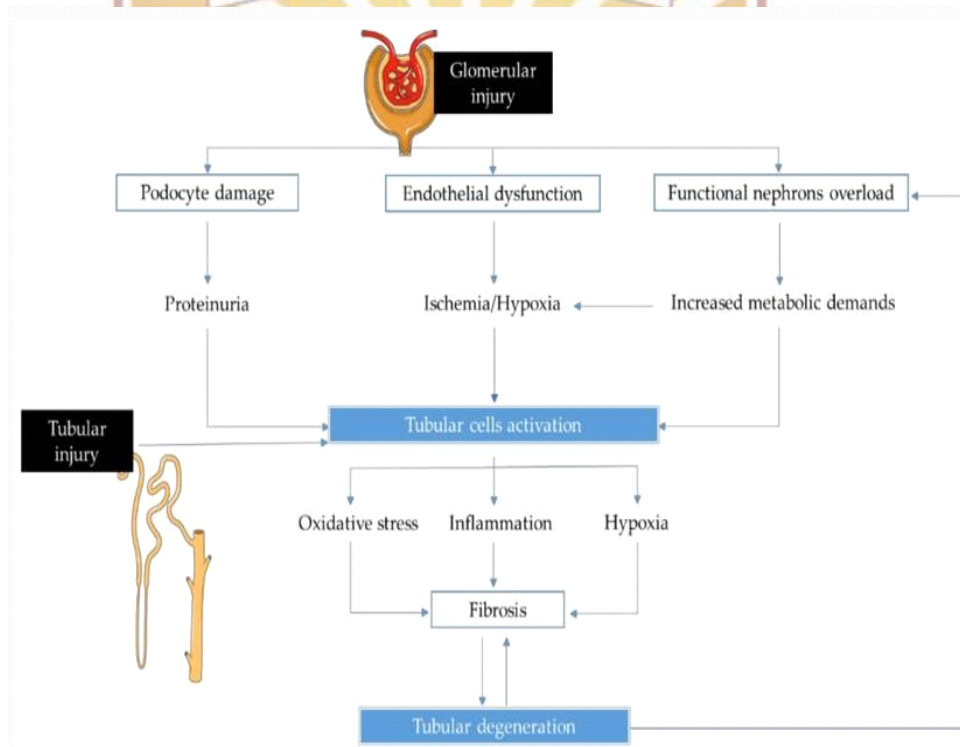 Glomerular
injury
Podocyte damage
Endothelial dysfunction
Functional nephrons overload
Proteinuria
Ischemia/Hypoxia
Increased metabolic demands
Tubular cells activation
Tubular
injury
Oxidative stress
Inflammation
Hypoxia
Fibrosis
Tubular degeneration